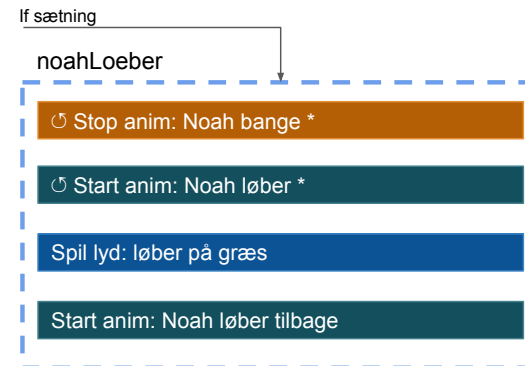 If sætning
noahLoeber
↺ Stop anim: Noah bange *
↺ Start anim: Noah løber *
Spil lyd: løber på græs
Start anim: Noah løber tilbage